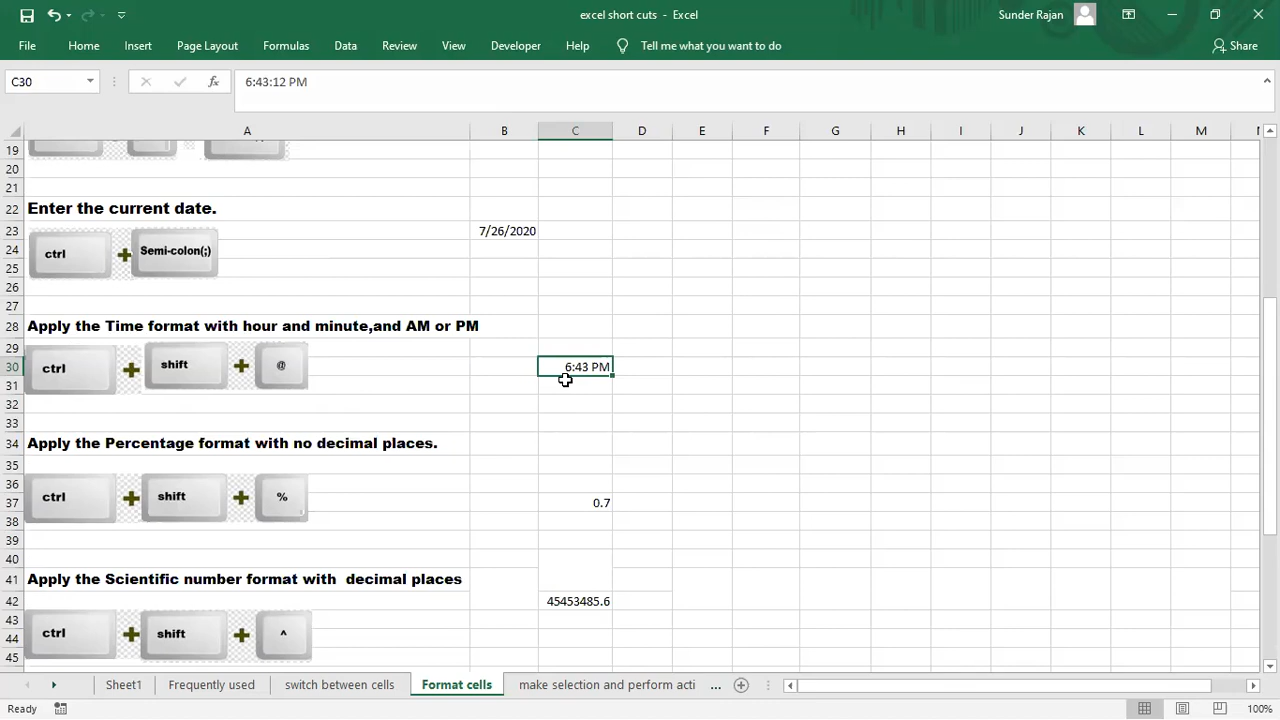 excel short cuts - Excel
Sunder Rajan
File Home Insert Page Layout Formulas Data Review View Developer Help Tell me what you want to do Share
C30 fx 6:43:12 PM
A B C D E F G H I J K L M
19
20
21
22 Enter the current date.
23 7/26/2020
24 ctrl + Semi-colon(;)
25
26
27
28 Apply the Time format with hour and minute,and AM or PM
29
30 ctrl + shift + @ 6:43 PM
31
32
33
34 Apply the Percentage format with no decimal places.
35
36
37 ctrl + shift + % 0.7
38
39
40
41 Apply the Scientific number format with decimal places
42 45453485.6
43
44 ctrl + shift + ^
45
Sheet1 Frequently used switch between cells Format cells make selection and perform acti ...
Ready 100%